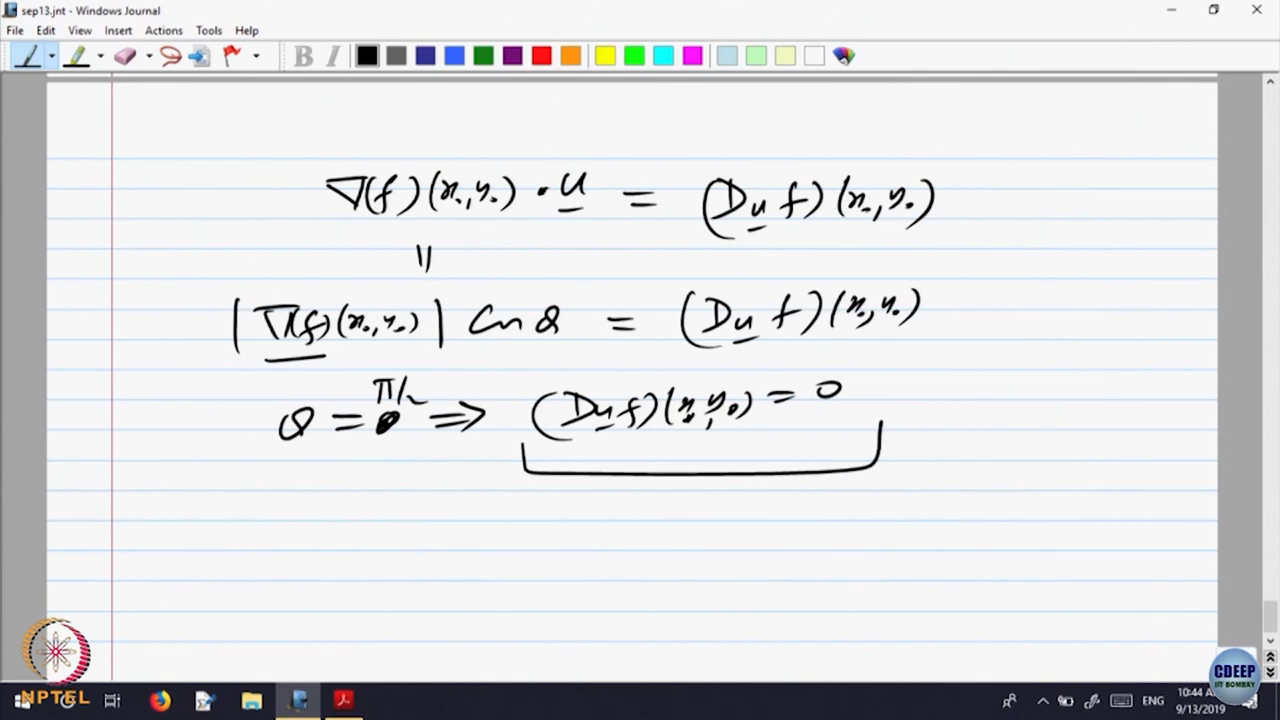 sep13.jnt - Windows Journal
File Edit View Insert Actions Tools Help
B I
∇(f)(x₀,y₀) · u = (D_u f)(x₀,y₀)
||
|∇(f)(x₀,y₀)| Cos θ = (D_u f)(x₀,y₀)
θ = π/2 ⇒ (D_u f)(x₀,y₀) = 0
CDEEP
IIT BOMBAY
NPTEL
ENG
10:44 A
9/13/2019